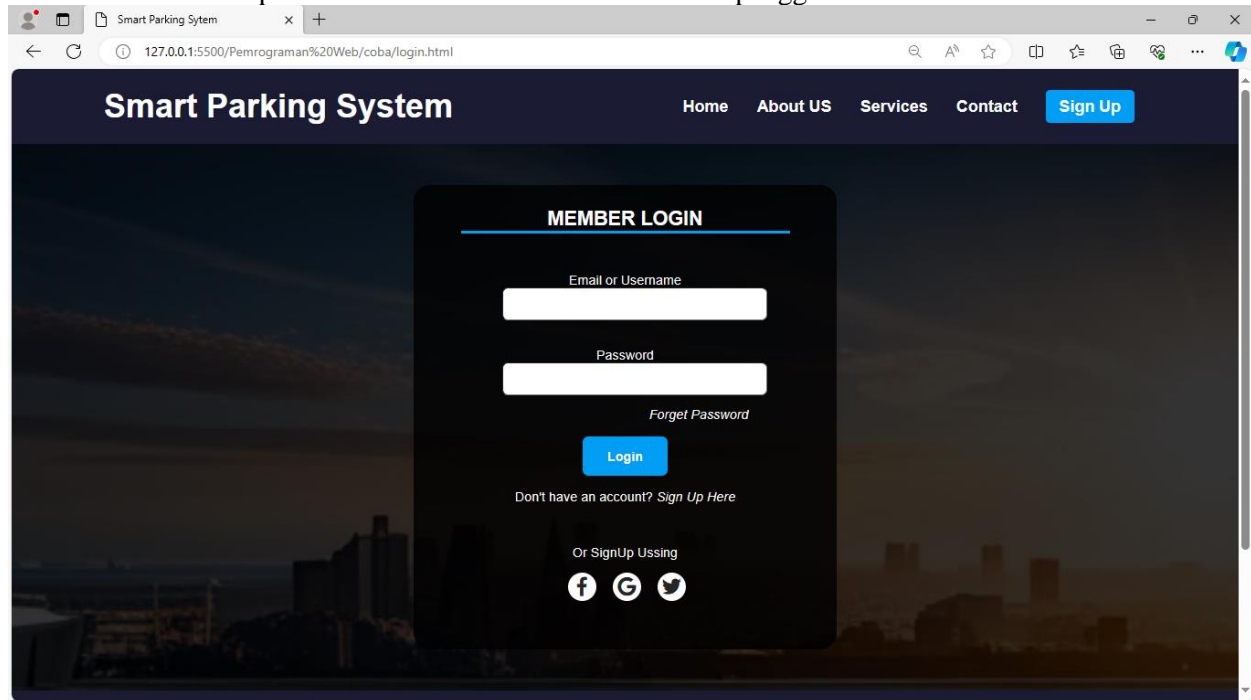 Smart Parking Sytem
127.0.0.1:5500/Pemrograman%20Web/coba/login.html
Smart Parking System
Home About US Services Contact Sign Up
MEMBER LOGIN
Email or Username
Password
Forget Password
Login
Don't have an account? Sign Up Here
Or SignUp Ussing